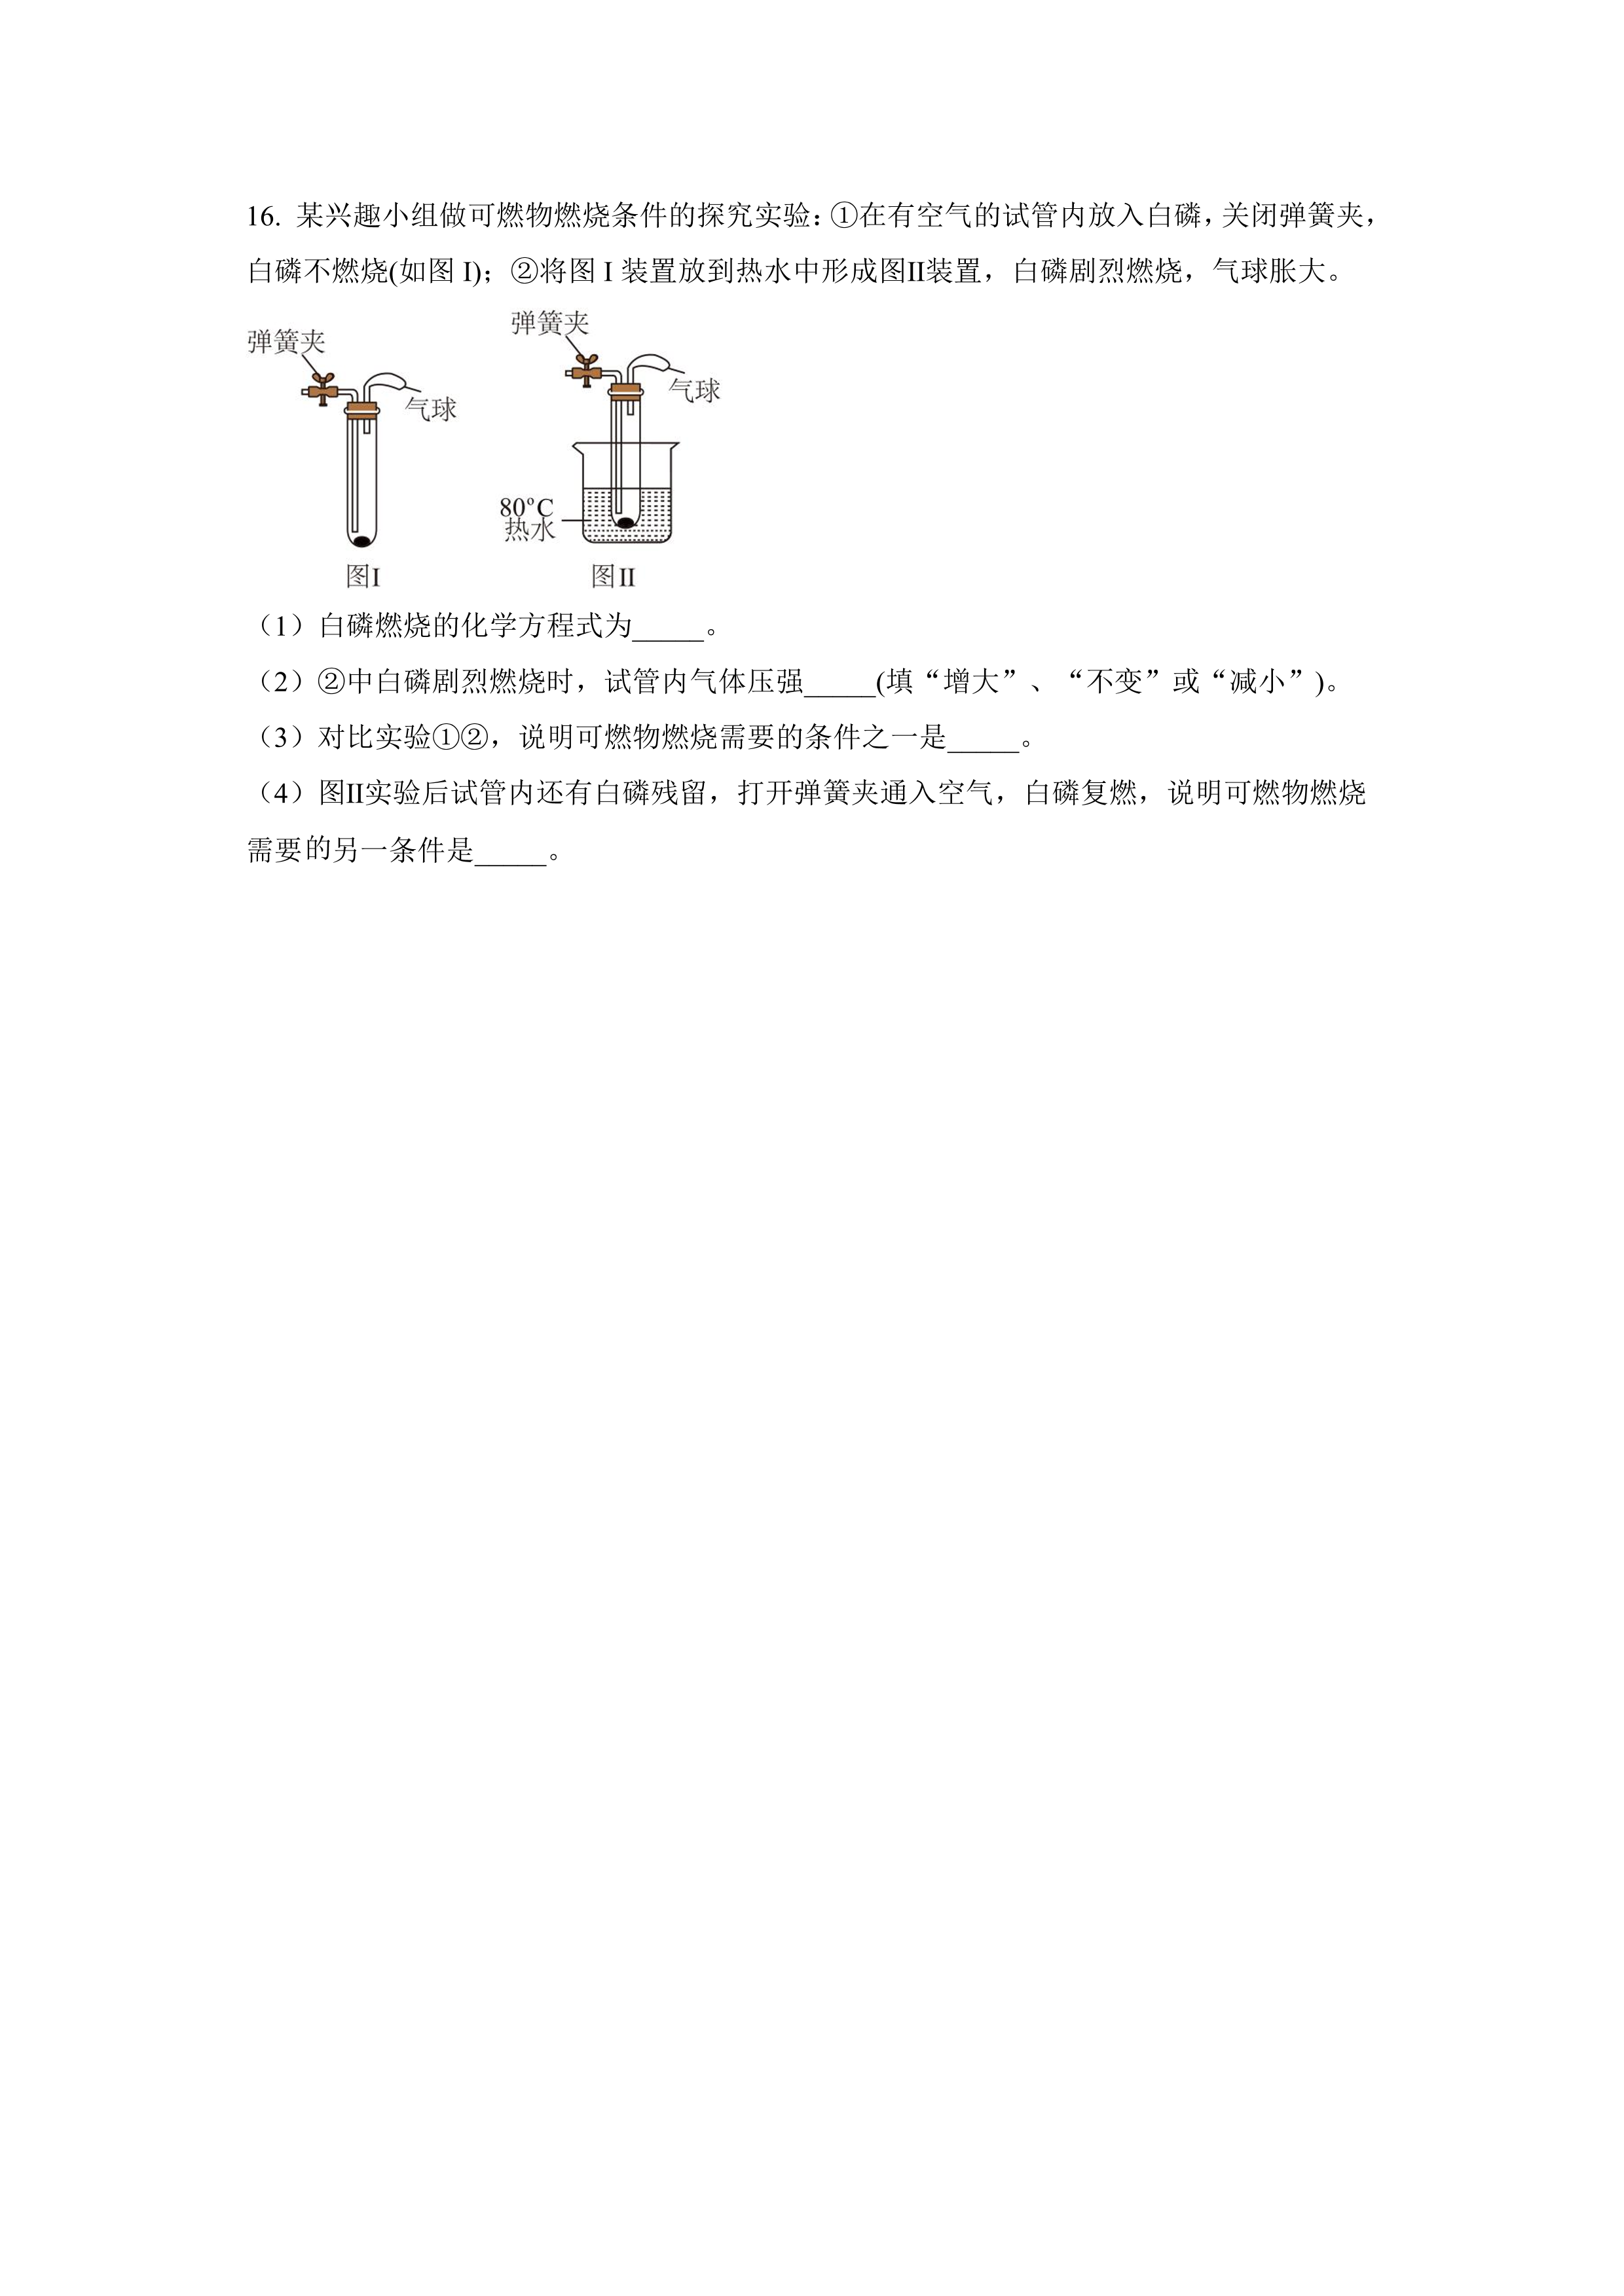 16. 某兴趣小组做可燃物燃烧条件的探究实验：①在有空气的试管内放入白磷，关闭弹簧夹，
白磷不燃烧(如图 I)；②将图 I 装置放到热水中形成图Ⅱ装置，白磷剧烈燃烧，气球胀大。
弹簧夹
气球
图I
弹簧夹
气球
80°C
热水
图II
（1）白磷燃烧的化学方程式为_____。
（2）②中白磷剧烈燃烧时，试管内气体压强_____(填“增大”、“不变”或“减小”)。
（3）对比实验①②，说明可燃物燃烧需要的条件之一是_____。
（4）图Ⅱ实验后试管内还有白磷残留，打开弹簧夹通入空气，白磷复燃，说明可燃物燃烧
需要的另一条件是_____。